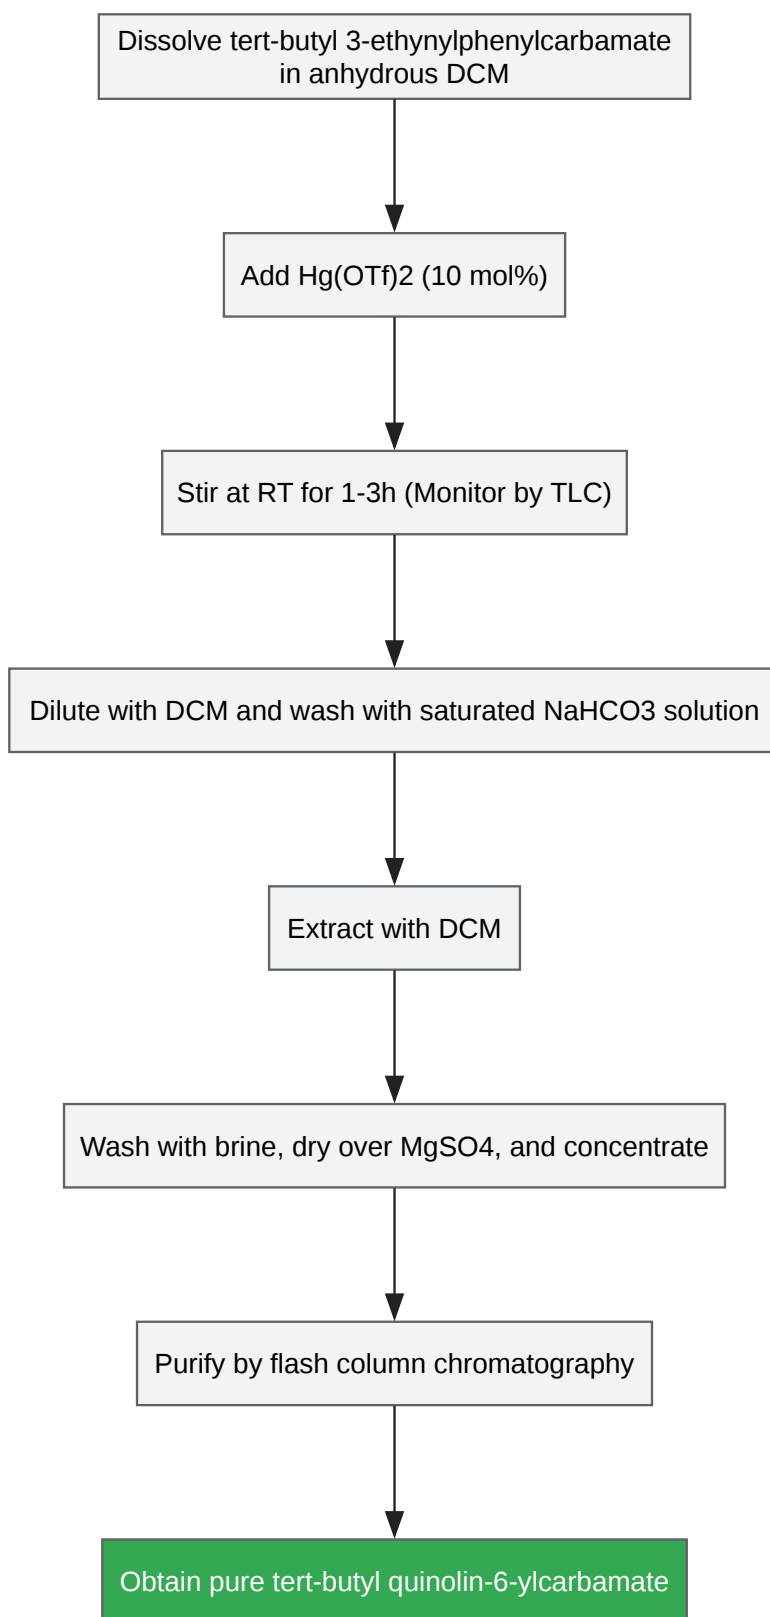 Dissolve tert-butyl 3-ethynylphenylcarbamate
in anhydrous DCM
Add Hg(OTf)2 (10 mol%)
Stir at RT for 1-3h (Monitor by TLC)
Dilute with DCM and wash with saturated NaHCO3 solution
Extract with DCM
Wash with brine, dry over MgSO4, and concentrate
Purify by flash column chromatography
Obtain pure tert-butyl quinolin-6-ylcarbamate